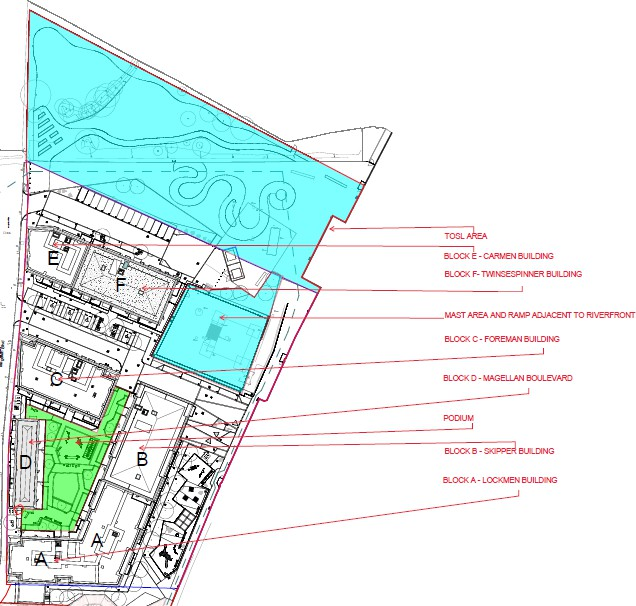 TOSL AREA
BLOCK E - CARMEN BUILDING
BLOCK F- TWINSESPINNER BUILDING
MAST AREA AND RAMP ADJACENT TO RIVERFRONT
BLOCK C - FOREMAN BUILDING
BLOCK D - MAGELLAN BOULEVARD
PODIUM
BLOCK B - SKIPPER BUILDING
BLOCK A - LOCKMEN BUILDING
E
F
C
D
B
A
A